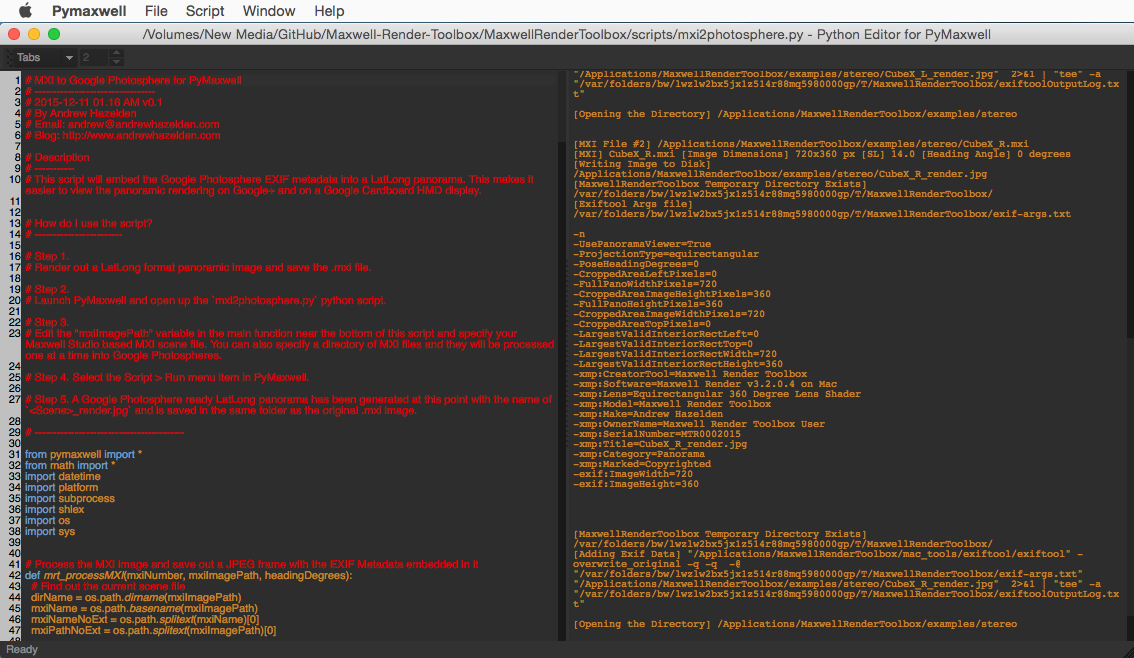 Pymaxwell File Script Window Help
/Volumes/New Media/GitHub/Maxwell-Render-Toolbox/MaxwellRenderToolbox/scripts/mxi2photosphere.py - Python Editor for PyMaxwell
Tabs 2
1 # MXI to Google Photosphere for PyMaxwell
2 # ---------------------------------
3 # 2015-12-11 01.18 AM v0.1
4 # By Andrew Hazelden
5 # Email: andrew@andrewhazelden.com
6 # Blog: http://www.andrewhazelden.com
7
8 # Description
9 # -----------
10 # This script will embed the Google Photosphere EXIF metadata into a LatLong panorama. This makes it
easier to view the panoramic rendering on Google+ and on a Google Cardboard HMD display.
11
12
13 # How do I use the script?
14 # ------------------------
15
16 # Step 1.
17 # Render out a LatLong format panoramic image and save the .mxi file.
18
19 # Step 2.
20 # Launch PyMaxwell and open up the `mxi2photosphere.py` python script.
21
22 # Step 3.
23 # Edit the "mxiImagePath" variable in the main function near the bottom of this script and specify your
Maxwell Studio based MXI scene file. You can also specify a directory of MXI files and they will be processed
one at a time into Google Photospheres.
24
25 # Step 4. Select the Script > Run menu item in PyMaxwell.
26
27 # Step 5. A Google Photosphere ready LatLong panorama has been generated at this point with the name of
`<Scene>_render.jpg` and is saved in the same folder as the original .mxi image.
28
29 # -----------------------------------------
30
31 from pymaxwell import *
32 from math import *
33 import datetime
34 import platform
35 import subprocess
36 import shlex
37 import os
38 import sys
39
40
41 # Process the MXI image and save out a JPEG frame with the EXIF Metadata embedded in it
42 def mrt_processMXI(mxiNumber, mxiImagePath, headingDegrees):
43 # Find out the current scene file
44 dirName = os.path.dirname(mxiImagePath)
45 mxiName = os.path.basename(mxiImagePath)
46 mxiNameNoExt = os.path.splitext(mxiName)[0]
47 mxiPathNoExt = os.path.splitext(mxiImagePath)[0]
48
"/Applications/MaxwellRenderToolbox/examples/stereo/CubeX_L_render.jpg" 2>&1 | "tee" -a
"/var/folders/bw/lwzlw2bx5jx1z514r88mq5980000gp/T/MaxwellRenderToolbox/exiftoolOutputLog.tx
t"
[Opening the Directory] /Applications/MaxwellRenderToolbox/examples/stereo
[MXI File #2] /Applications/MaxwellRenderToolbox/examples/stereo/CubeX_R.mxi
[MXI] CubeX_R.mxi [Image Dimensions] 720x360 px [SL] 14.0 [Heading Angle] 0 degrees
[Writing Image to Disk]
/Applications/MaxwellRenderToolbox/examples/stereo/CubeX_R_render.jpg
[MaxwellRenderToolbox Temporary Directory Exists]
/var/folders/bw/lwzlw2bx5jx1z514r88mq5980000gp/T/MaxwellRenderToolbox/
[Exiftool Args file]
/var/folders/bw/lwzlw2bx5jx1z514r88mq5980000gp/T/MaxwellRenderToolbox/exif-args.txt
-n
-UsePanoramaViewer=True
-ProjectionType=equirectangular
-PoseHeadingDegrees=0
-CroppedAreaLeftPixels=0
-FullPanoWidthPixels=720
-CroppedAreaImageHeightPixels=360
-FullPanoHeightPixels=360
-CroppedAreaImageWidthPixels=720
-CroppedAreaTopPixels=0
-LargestValidInteriorRectLeft=0
-LargestValidInteriorRectTop=0
-LargestValidInteriorRectWidth=720
-LargestValidInteriorRectHeight=360
-xmp:CreatorTool=Maxwell Render Toolbox
-xmp:Software=Maxwell Render v3.2.0.4 on Mac
-xmp:Lens=Equirectangular 360 Degree Lens Shader
-xmp:Model=Maxwell Render Toolbox
-xmp:Make=Andrew Hazelden
-xmp:OwnerName=Maxwell Render Toolbox User
-xmp:SerialNumber=MTR0002015
-xmp:Title=CubeX_R_render.jpg
-xmp:Category=Panorama
-xmp:Marked=Copyrighted
-exif:ImageWidth=720
-exif:ImageHeight=360
[MaxwellRenderToolbox Temporary Directory Exists]
/var/folders/bw/lwzlw2bx5jx1z514r88mq5980000gp/T/MaxwellRenderToolbox/
[Adding Exif Data] "/Applications/MaxwellRenderToolbox/mac_tools/exiftool/exiftool" -
overwrite_original -q -q -@
"/var/folders/bw/lwzlw2bx5jx1z514r88mq5980000gp/T/MaxwellRenderToolbox/exif-args.txt"
"/Applications/MaxwellRenderToolbox/examples/stereo/CubeX_R_render.jpg" 2>&1 | "tee" -a
"/var/folders/bw/lwzlw2bx5jx1z514r88mq5980000gp/T/MaxwellRenderToolbox/exiftoolOutputLog.tx
t"
[Opening the Directory] /Applications/MaxwellRenderToolbox/examples/stereo
Ready